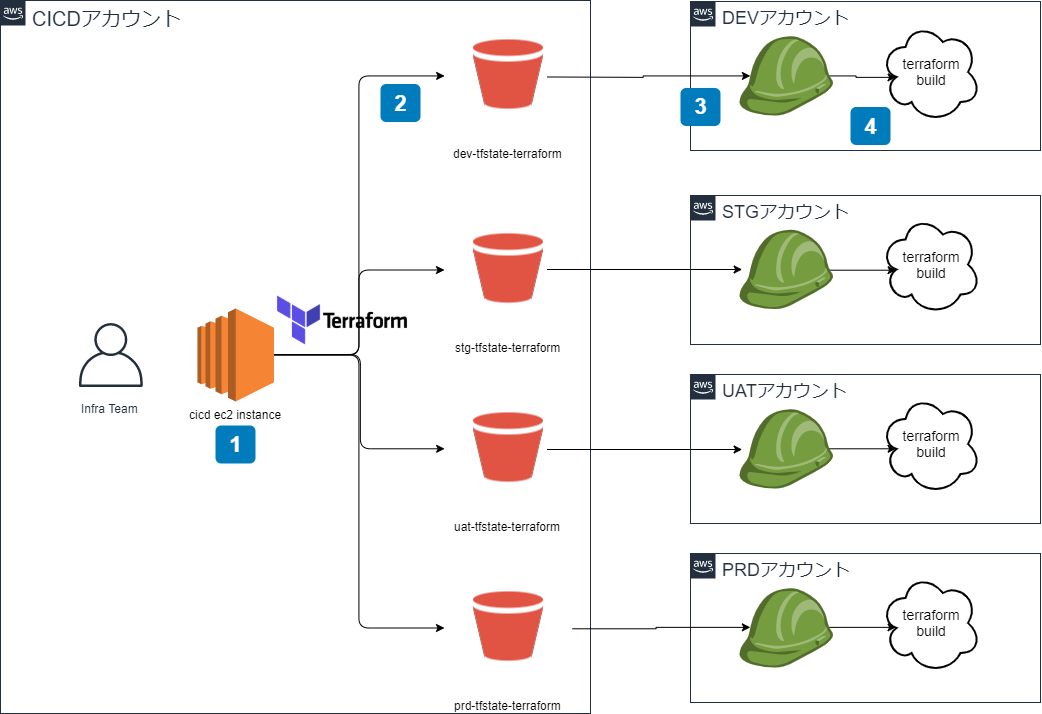 aws
CICDアカウント
aws
DEVアカウント
terraform
build
2
3
4
dev-tfstate-terraform
aws
STGアカウント
terraform
build
Terraform
stg-tfstate-terraform
Infra Team
cicd ec2 instance
1
aws
UATアカウント
terraform
build
uat-tfstate-terraform
aws
PRDアカウント
terraform
build
prd-tfstate-terraform